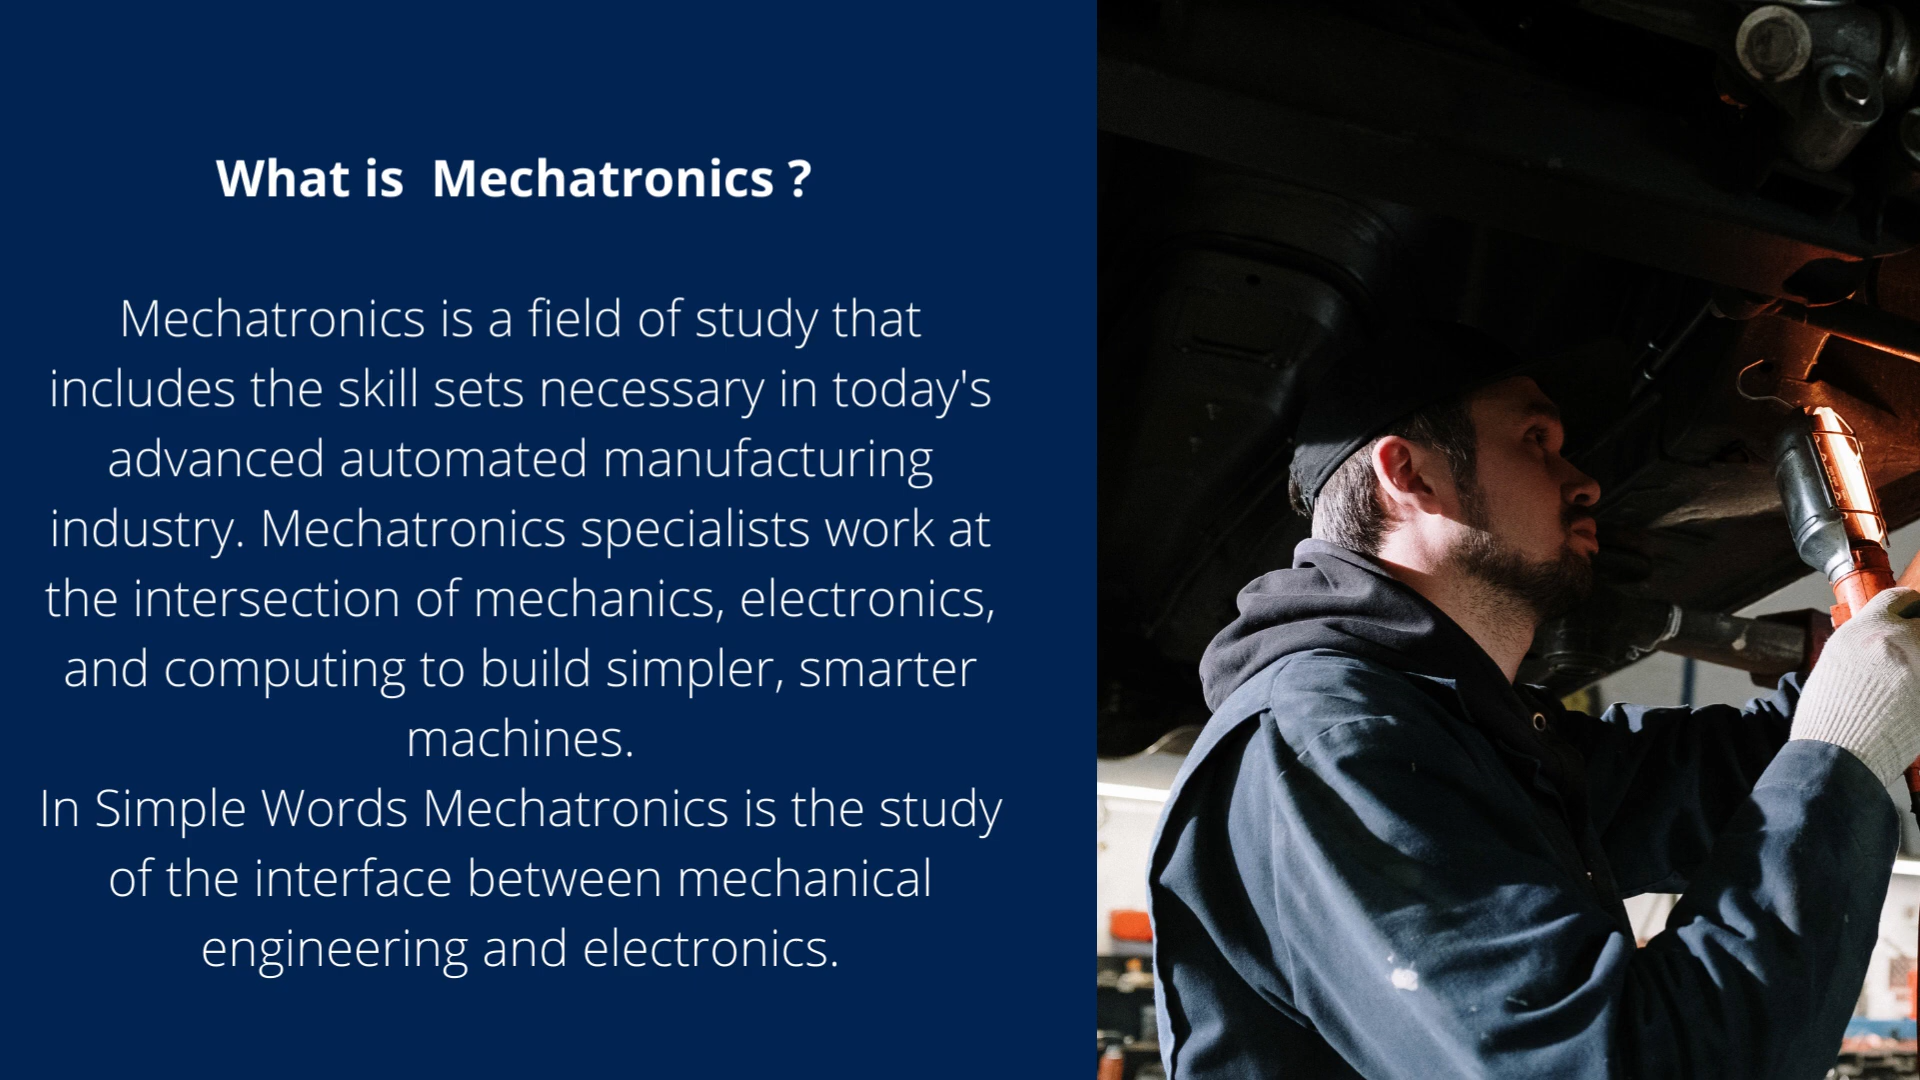 What is  Mechatronics ?
Mechatronics is a field of study that
includes the skill sets necessary in today's
advanced automated manufacturing
industry. Mechatronics specialists work at
the intersection of mechanics, electronics,
and computing to build simpler, smarter
machines.
In Simple Words Mechatronics is the study
of the interface between mechanical
engineering and electronics.